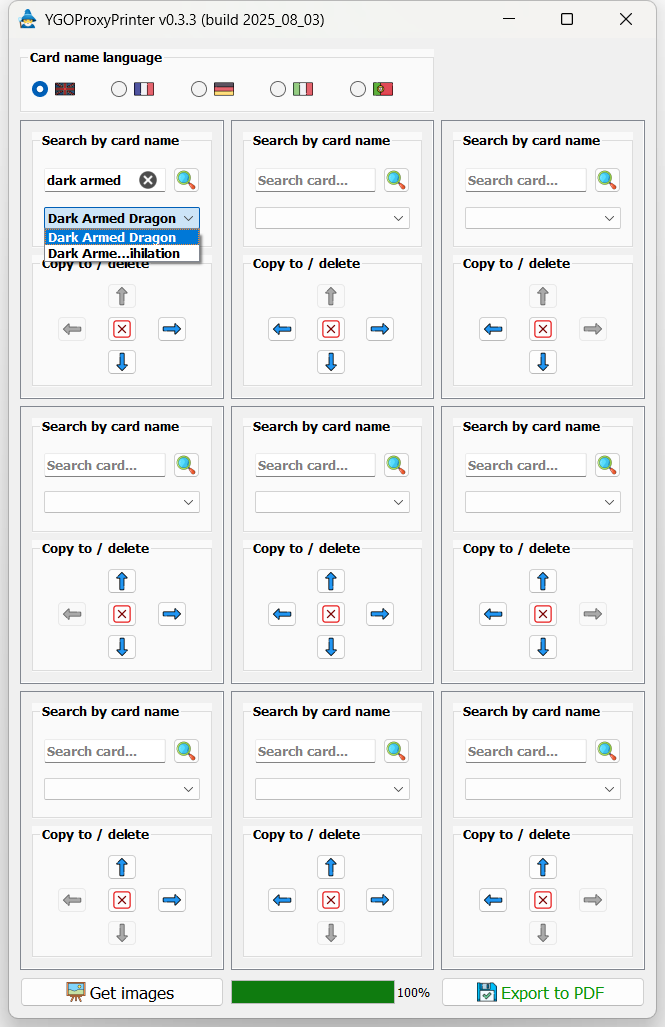 YGOProxyPrinter v0.3.3 (build 2025_08_03)
Card name language
Search by card name
Search by card name
Search by card name
dark armed
Search card...
Search card...
Dark Armed Dragon
Dark Armed Dragon
Dark Arme...ihilation
Copy to / delete
Copy to / delete
Copy to / delete
Search by card name
Search by card name
Search by card name
Search card...
Search card...
Search card...
Copy to / delete
Copy to / delete
Copy to / delete
Search by card name
Search by card name
Search by card name
Search card...
Search card...
Search card...
Copy to / delete
Copy to / delete
Copy to / delete
Get images
100%
Export to PDF